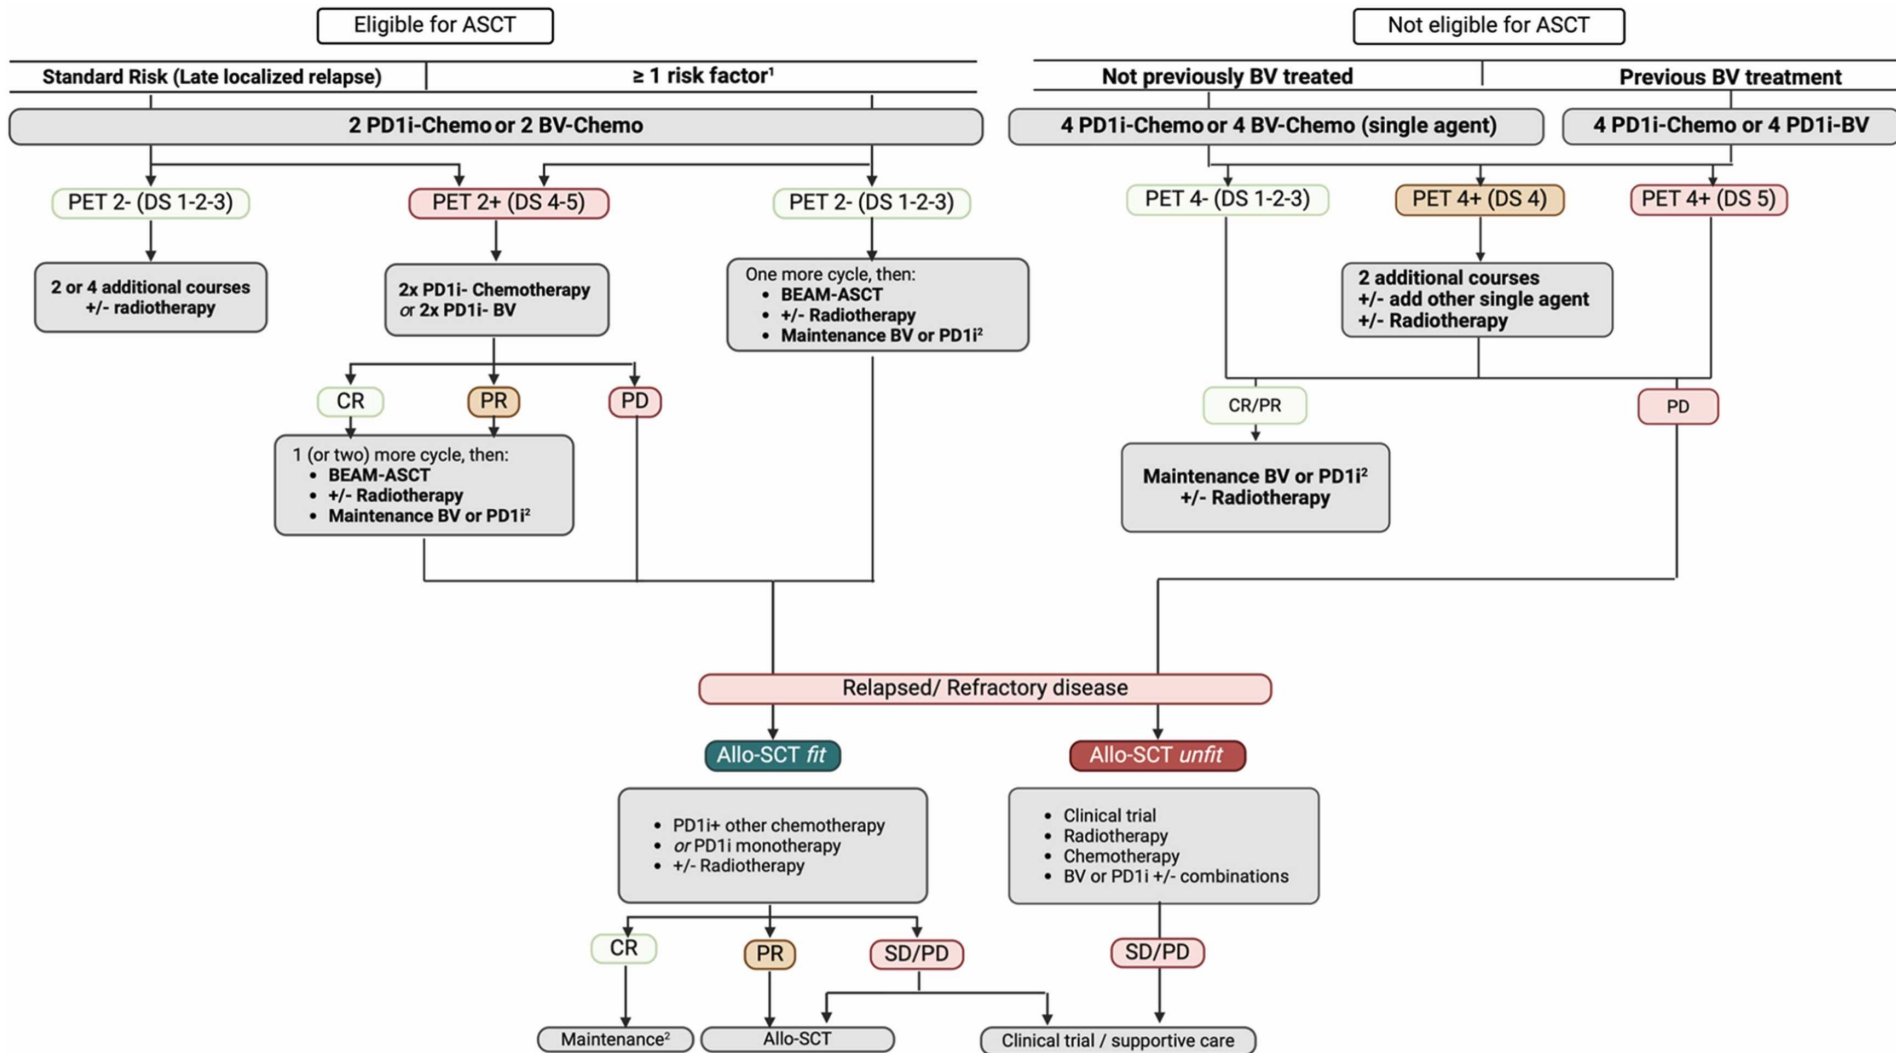 Eligible for ASCT
Not eligible for ASCT
Standard Risk (Late localized relapse)
≥ 1 risk factor¹
Not previously BV treated
Previous BV treatment
2 PD1i-Chemo or 2 BV-Chemo
4 PD1i-Chemo or 4 BV-Chemo (single agent)
4 PD1i-Chemo or 4 PD1i-BV
PET 2- (DS 1-2-3)
PET 2+ (DS 4-5)
PET 2- (DS 1-2-3)
PET 4- (DS 1-2-3)
PET 4+ (DS 4)
PET 4+ (DS 5)
2 or 4 additional courses
+/- radiotherapy
2x PD1i- Chemotherapy
or 2x PD1i- BV
One more cycle, then:
• BEAM-ASCT
• +/- Radiotherapy
• Maintenance BV or PD1i²
2 additional courses
+/- add other single agent
+/- Radiotherapy
CR
PR
PD
CR/PR
PD
1 (or two) more cycle, then:
• BEAM-ASCT
• +/- Radiotherapy
• Maintenance BV or PD1i²
Maintenance BV or PD1i²
+/- Radiotherapy
Relapsed/ Refractory disease
Allo-SCT fit
Allo-SCT unfit
• PD1i+ other chemotherapy
• or PD1i monotherapy
• +/- Radiotherapy
• Clinical trial
• Radiotherapy
• Chemotherapy
• BV or PD1i +/- combinations
CR
PR
SD/PD
SD/PD
Maintenance²
Allo-SCT
Clinical trial / supportive care